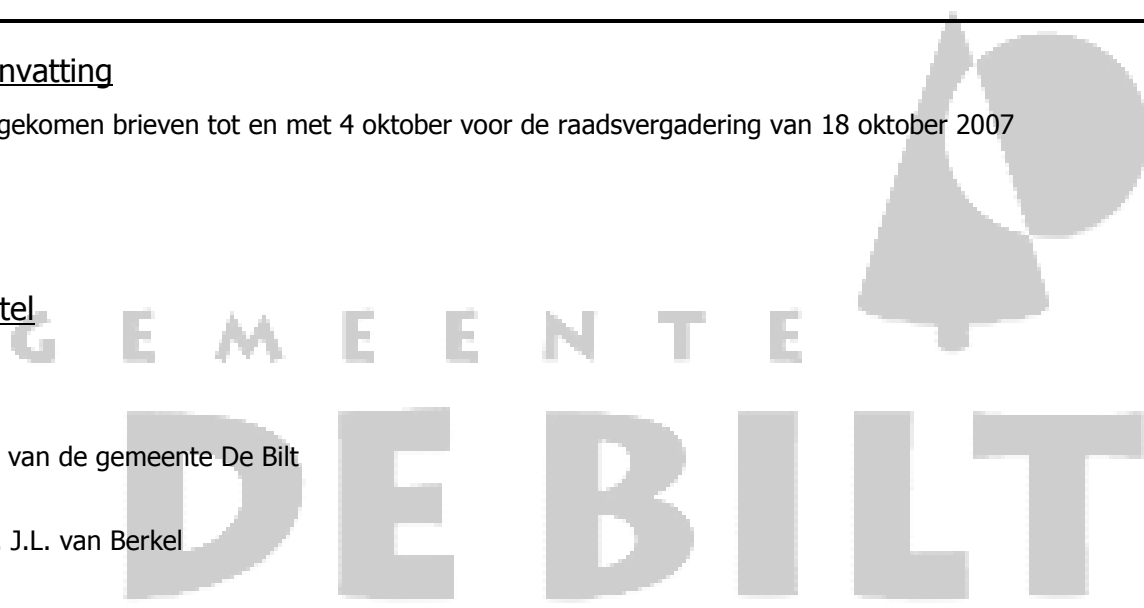 nvatting
gekomen brieven tot en met 4 oktober voor de raadsvergadering van 18 oktober 2007
tel
GEMEENTE
van de gemeente De Bilt
DE BILT
J.L. van Berkel